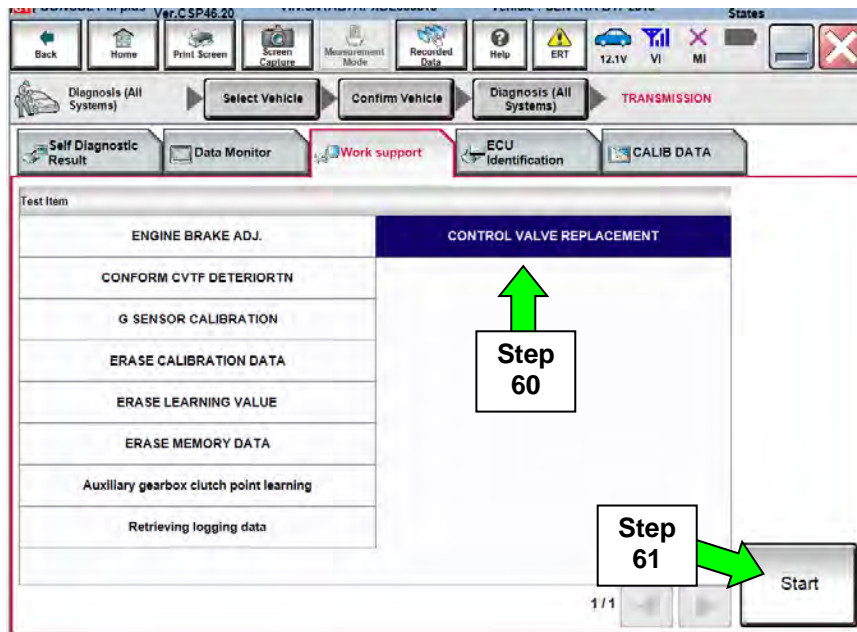 Ver.CSP46.20
States
Back
Home
Print Screen
Screen
Capture
Measurement
Mode
Recorded
Data
Help
ERT
12.1V
VI
MI
Diagnosis (All
Systems)
Select Vehicle
Confirm Vehicle
Diagnosis (All
Systems)
TRANSMISSION
Self Diagnostic
Result
Data Monitor
Work support
ECU
Identification
CALIB DATA
Test Item
ENGINE BRAKE ADJ.
CONTROL VALVE REPLACEMENT
CONFORM CVTF DETERIORTN
G SENSOR CALIBRATION
ERASE CALIBRATION DATA
ERASE LEARNING VALUE
ERASE MEMORY DATA
Auxiliary gearbox clutch point learning
Retrieving logging data
Step
60
Step
61
Start
1/1